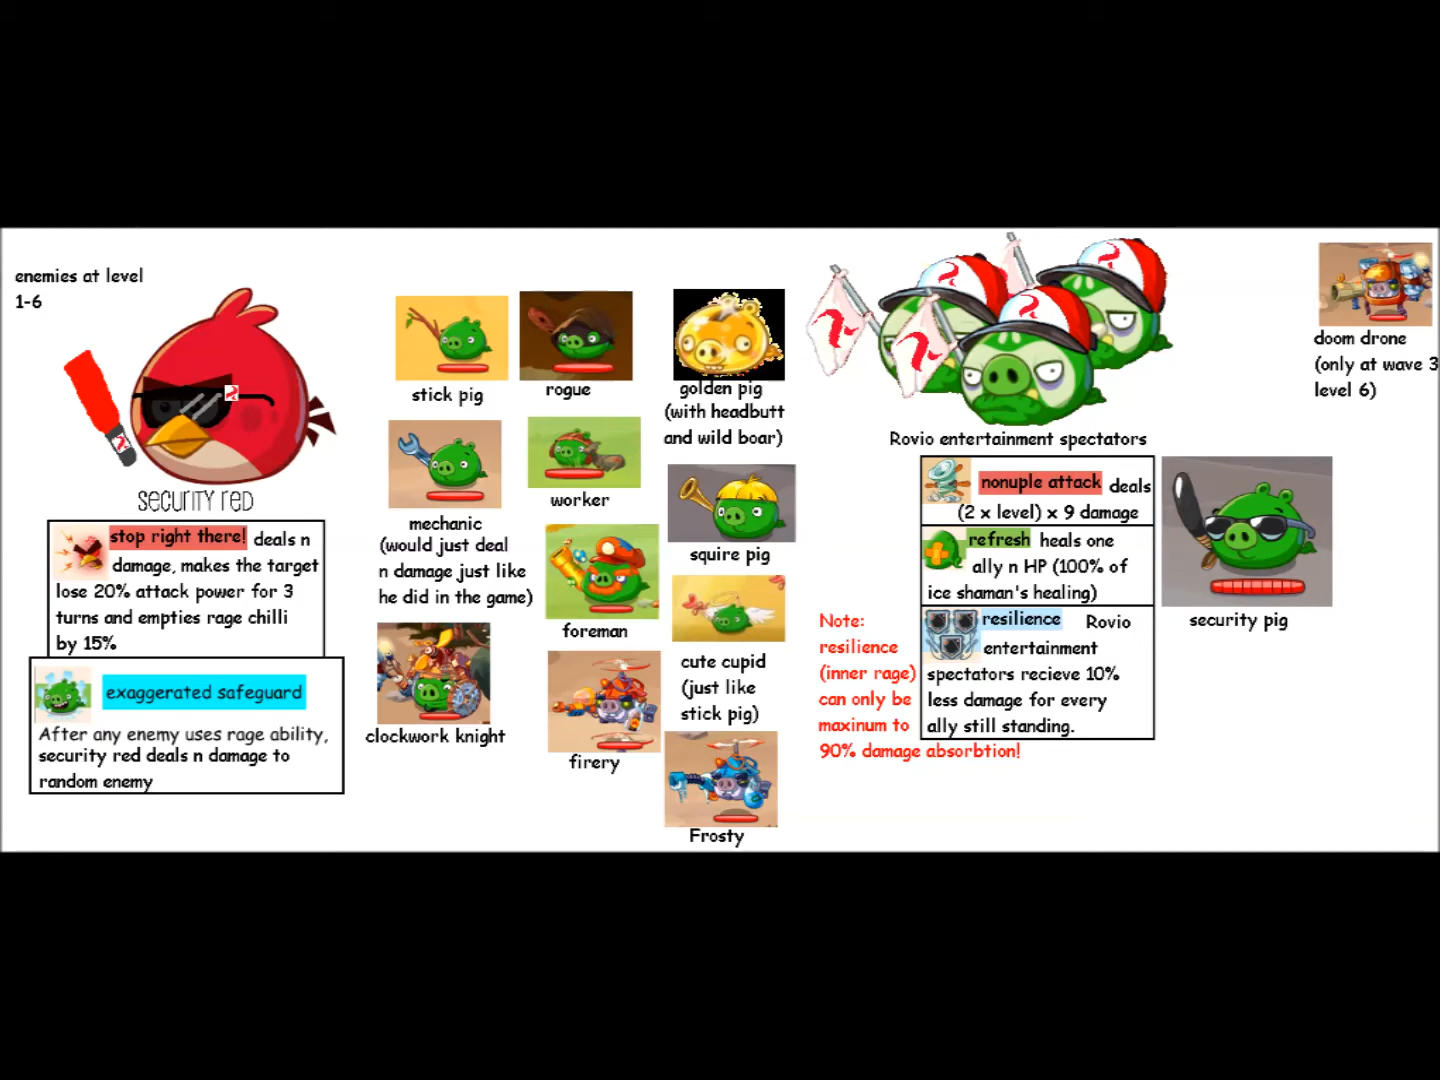 enemies at level
1-6
security red
stop right there! deals n
damage, makes the target
lose 20% attack power for 3
turns and empties rage chilli
by 15%
exaggerated safeguard
After any enemy uses rage ability,
security red deals n damage to
random enemy
stick pig
rogue
golden pig
(with headbutt
and wild boar)
mechanic
(would just deal
n damage just like
he did in the game)
worker
squire pig
foreman
cute cupid
(just like
stick pig)
clockwork knight
firery
Frosty
Rovio entertainment spectators
nonuple attack deals
(2 x level) x 9 damage
refresh heals one
ally n HP (100% of
ice shaman's healing)
resilience Rovio
entertainment
spectators recieve 10%
less damage for every
ally still standing.
Note:
resilience
(inner rage)
can only be
maxinum to
90% damage absorbtion!
security pig
doom drone
(only at wave 3
level 6)